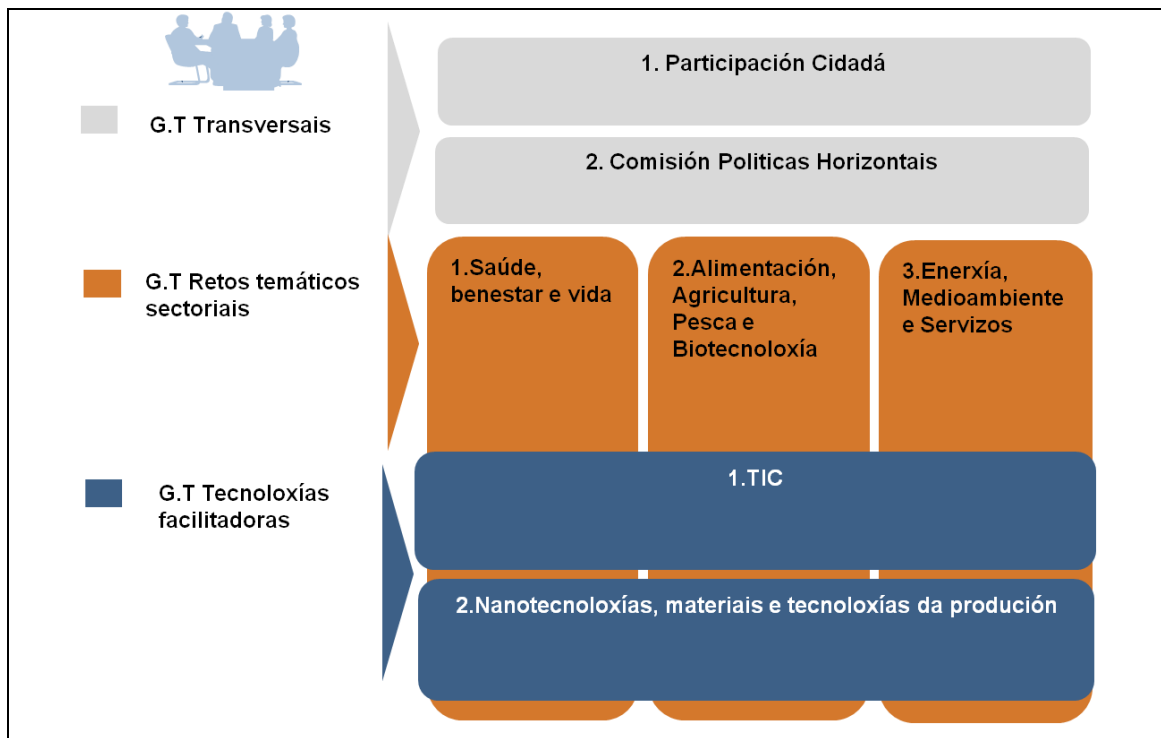 1. Participación Cidadá
G.T Transversais
2. Comisión Politicas Horizontais
G.T Retos temáticos
sectoriais
1.Saúde,
benestar e vida
2.Alimentación,
Agricultura,
Pesca e
Biotecnoloxía
3.Enerxía,
Medioambiente
e Servizos
G.T Tecnoloxías
facilitadoras
1.TIC
2.Nanotecnoloxías, materiais e tecnoloxías da produción